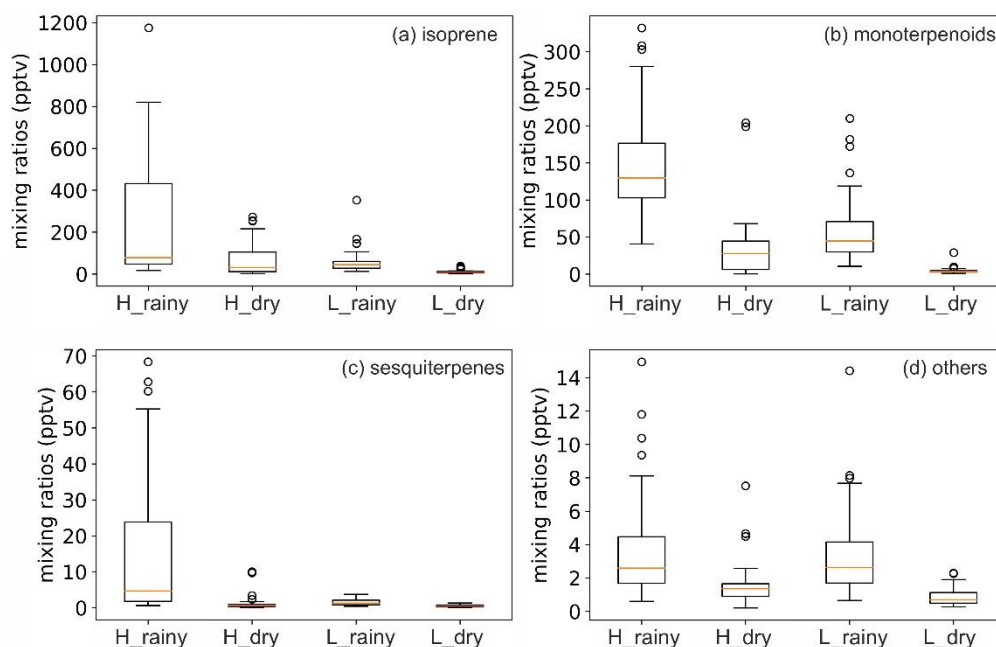 (a) isoprene
mixing ratios (pptv)
1200
1000
800
600
400
200
0
H_rainy H_dry L_rainy L_dry
(b) monoterpenoids
mixing ratios (pptv)
300
250
200
150
100
50
0
H_rainy H_dry L_rainy L_dry
(c) sesquiterpenes
mixing ratios (pptv)
70
60
50
40
30
20
10
0
H_rainy H_dry L_rainy L_dry
(d) others
mixing ratios (pptv)
14
12
10
8
6
4
2
0
H_rainy H_dry L_rainy L_dry